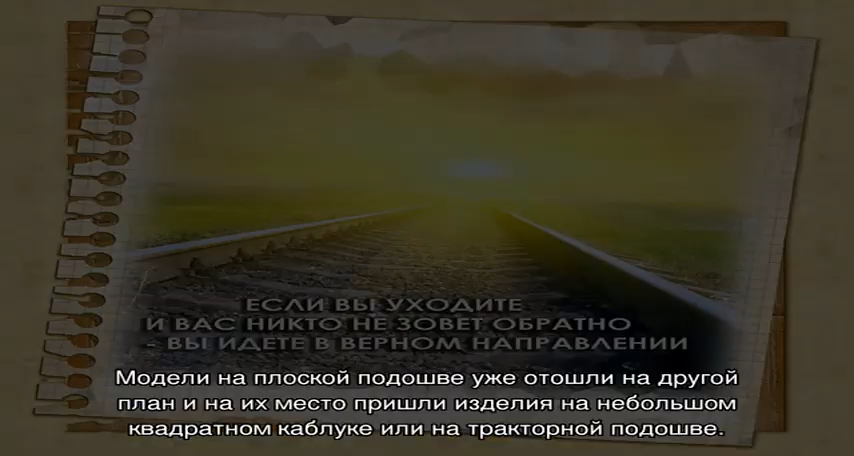 ЕСЛИ ВЫ УХОДИТЕ
И ВАС НИКТО НЕ ЗОВЕТ ОБРАТНО
- ВЫ ИДЕТЕ В ВЕРНОМ НАПРАВЛЕНИИ
Модели на плоской подошве уже отошли на другой
план и на их место пришли изделия на небольшом
квадратном каблуке или на тракторной подошве.